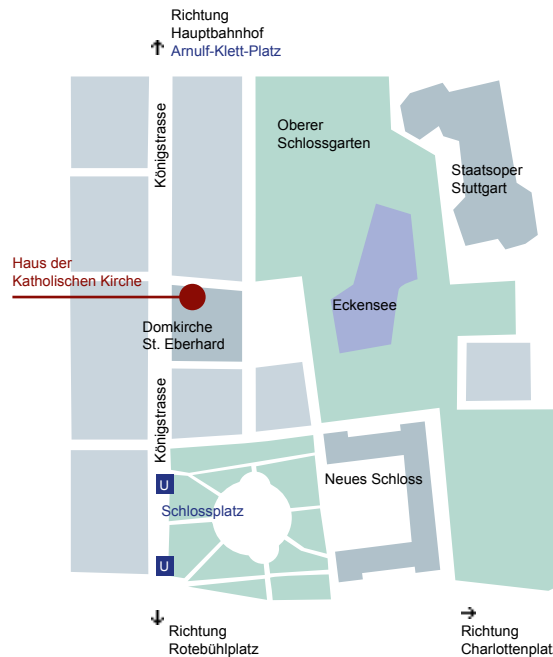 Richtung
Hauptbahnhof
Arnulf-Klett-Platz
Königstrasse
Oberer
Schlossgarten
Staatsoper
Stuttgart
Haus der
Katholischen Kirche
Eckensee
Domkirche
St. Eberhard
Königstrasse
Neues Schloss
U
Schlossplatz
U
Richtung
Rotebühlplatz
Richtung
Charlottenplat